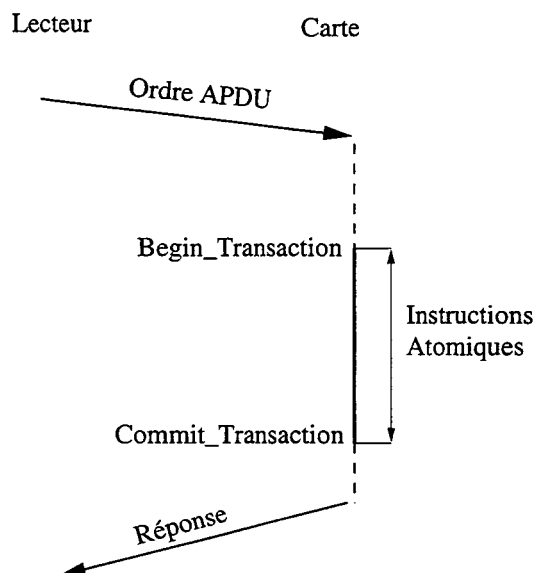 Lecteur
Carte
Ordre APDU
Begin_Transaction
Instructions
Atomiques
Commit_Transaction
Réponse